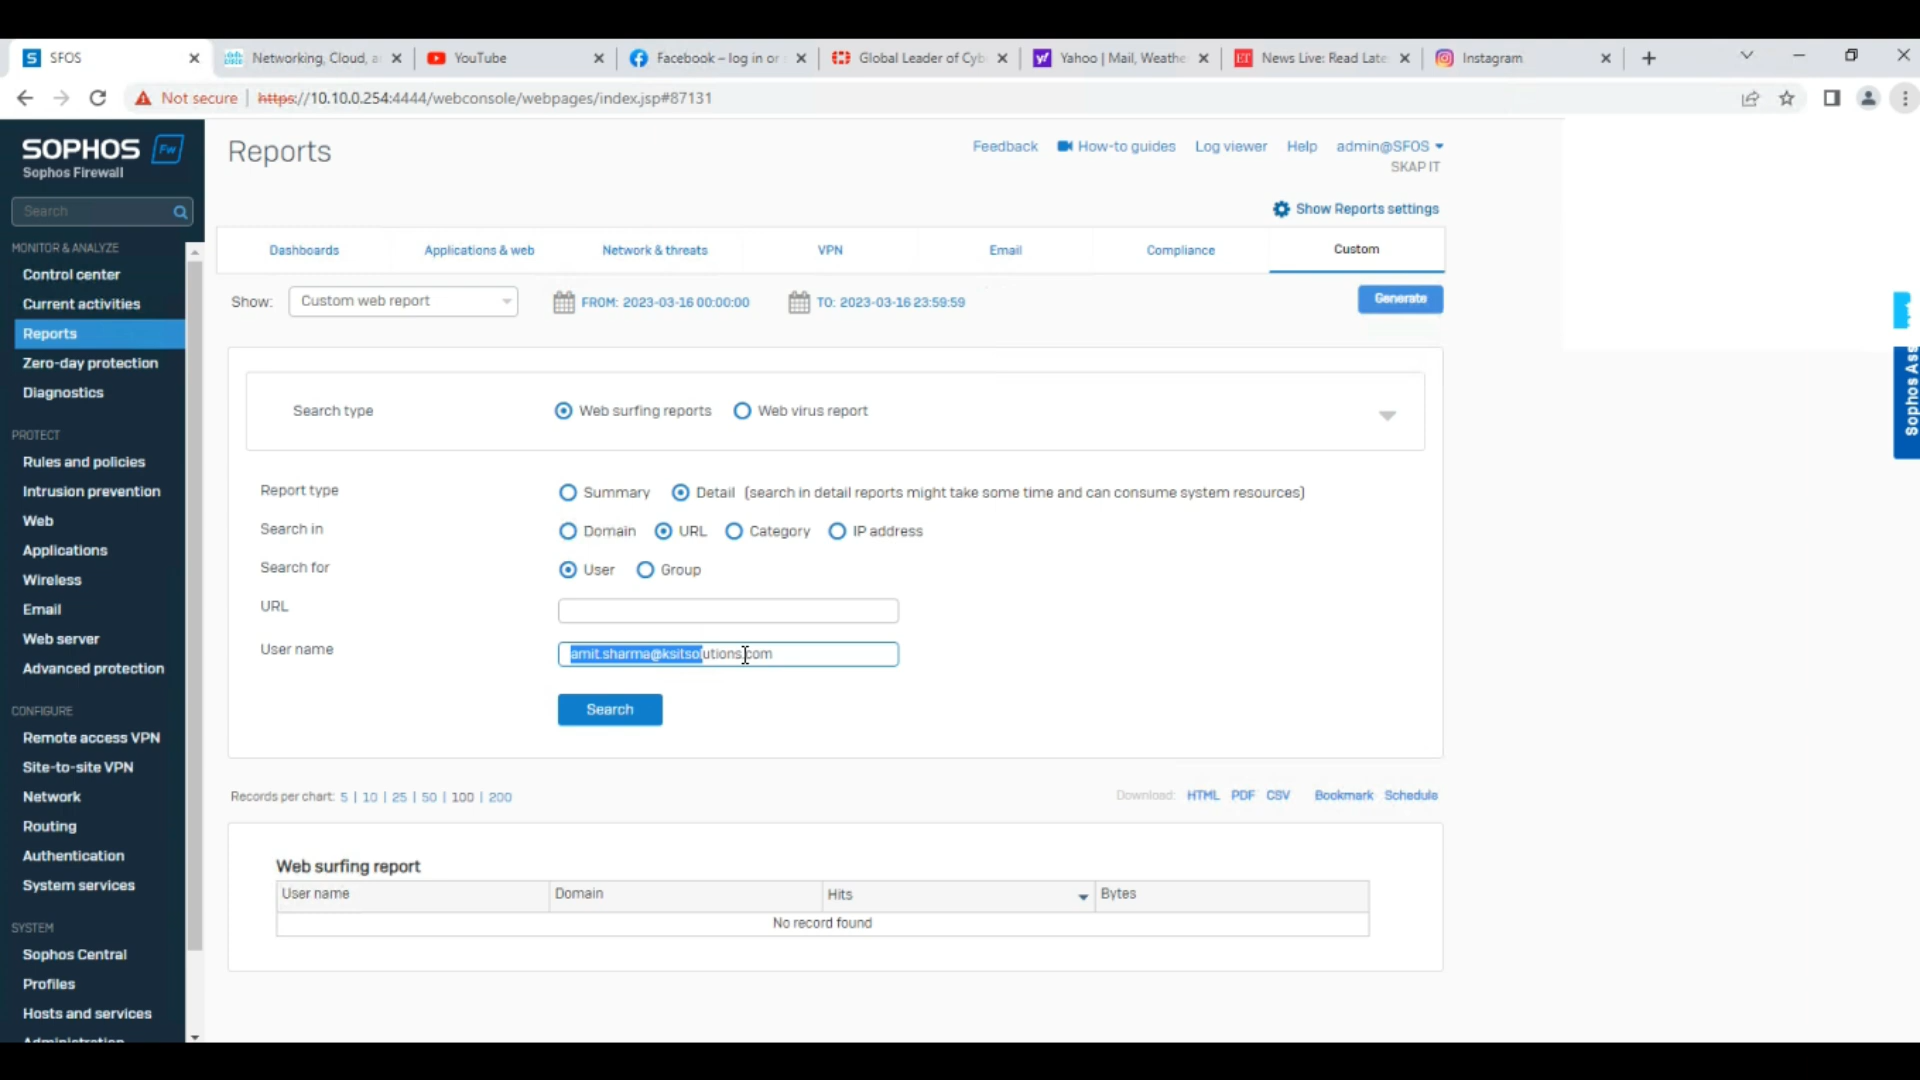 SFOS
Networking, Cloud, a
YouTube
Facebook – log in or
Global Leader of Cyb
Yahoo | Mail, Weathe
News Live: Read Late
Instagram
Not secure
https://10.10.0.254:4444/webconsole/webpages/index.jsp#87131
SOPHOS Fw
Sophos Firewall
Search
MONITOR & ANALYZE
Control center
Current activities
Reports
Zero-day protection
Diagnostics
PROTECT
Rules and policies
Intrusion prevention
Web
Applications
Wireless
Email
Web server
Advanced protection
CONFIGURE
Remote access VPN
Site-to-site VPN
Network
Routing
Authentication
System services
SYSTEM
Sophos Central
Profiles
Hosts and services
Administration
Reports
Feedback How-to guides Log viewer Help admin@SFOS
SKAP IT
Show Reports settings
Dashboards Applications & web Network & threats VPN Email Compliance Custom
Show: Custom web report FROM: 2023-03-16 00:00:00 TO: 2023-03-16 23:59:59 Generate
Search type Web surfing reports Web virus report
Report type Summary Detail (search in detail reports might take some time and can consume system resources)
Search in Domain URL Category IP address
Search for User Group
URL
User name amit.sharma@ksitsolutions.com
Search
Records per chart: 5 | 10 | 25 | 50 | 100 | 200
Download: HTML PDF CSV Bookmark Schedule
Web surfing report
User name Domain Hits Bytes
No record found
Sophos Ass